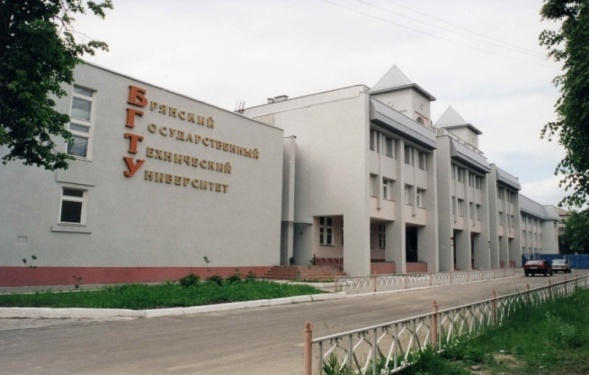 БРЯНСКИЙ
ГОСУДАРСТВЕННЫЙ
ТЕХНИЧЕСКИЙ
УНИВЕРСИТЕТ